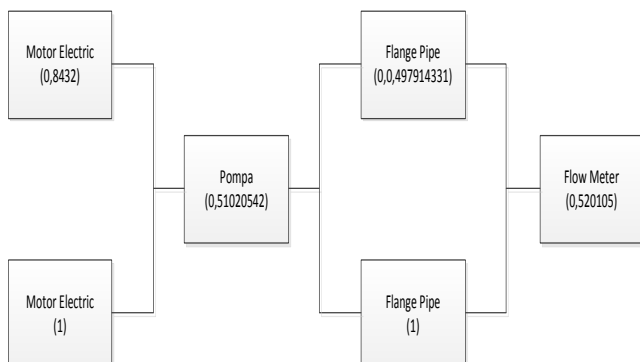 Motor Electric
(0,8432)
Flange Pipe
(0,0,497914331)
Pompa
(0,51020542)
Flow Meter
(0,520105)
Motor Electric
(1)
Flange Pipe
(1)